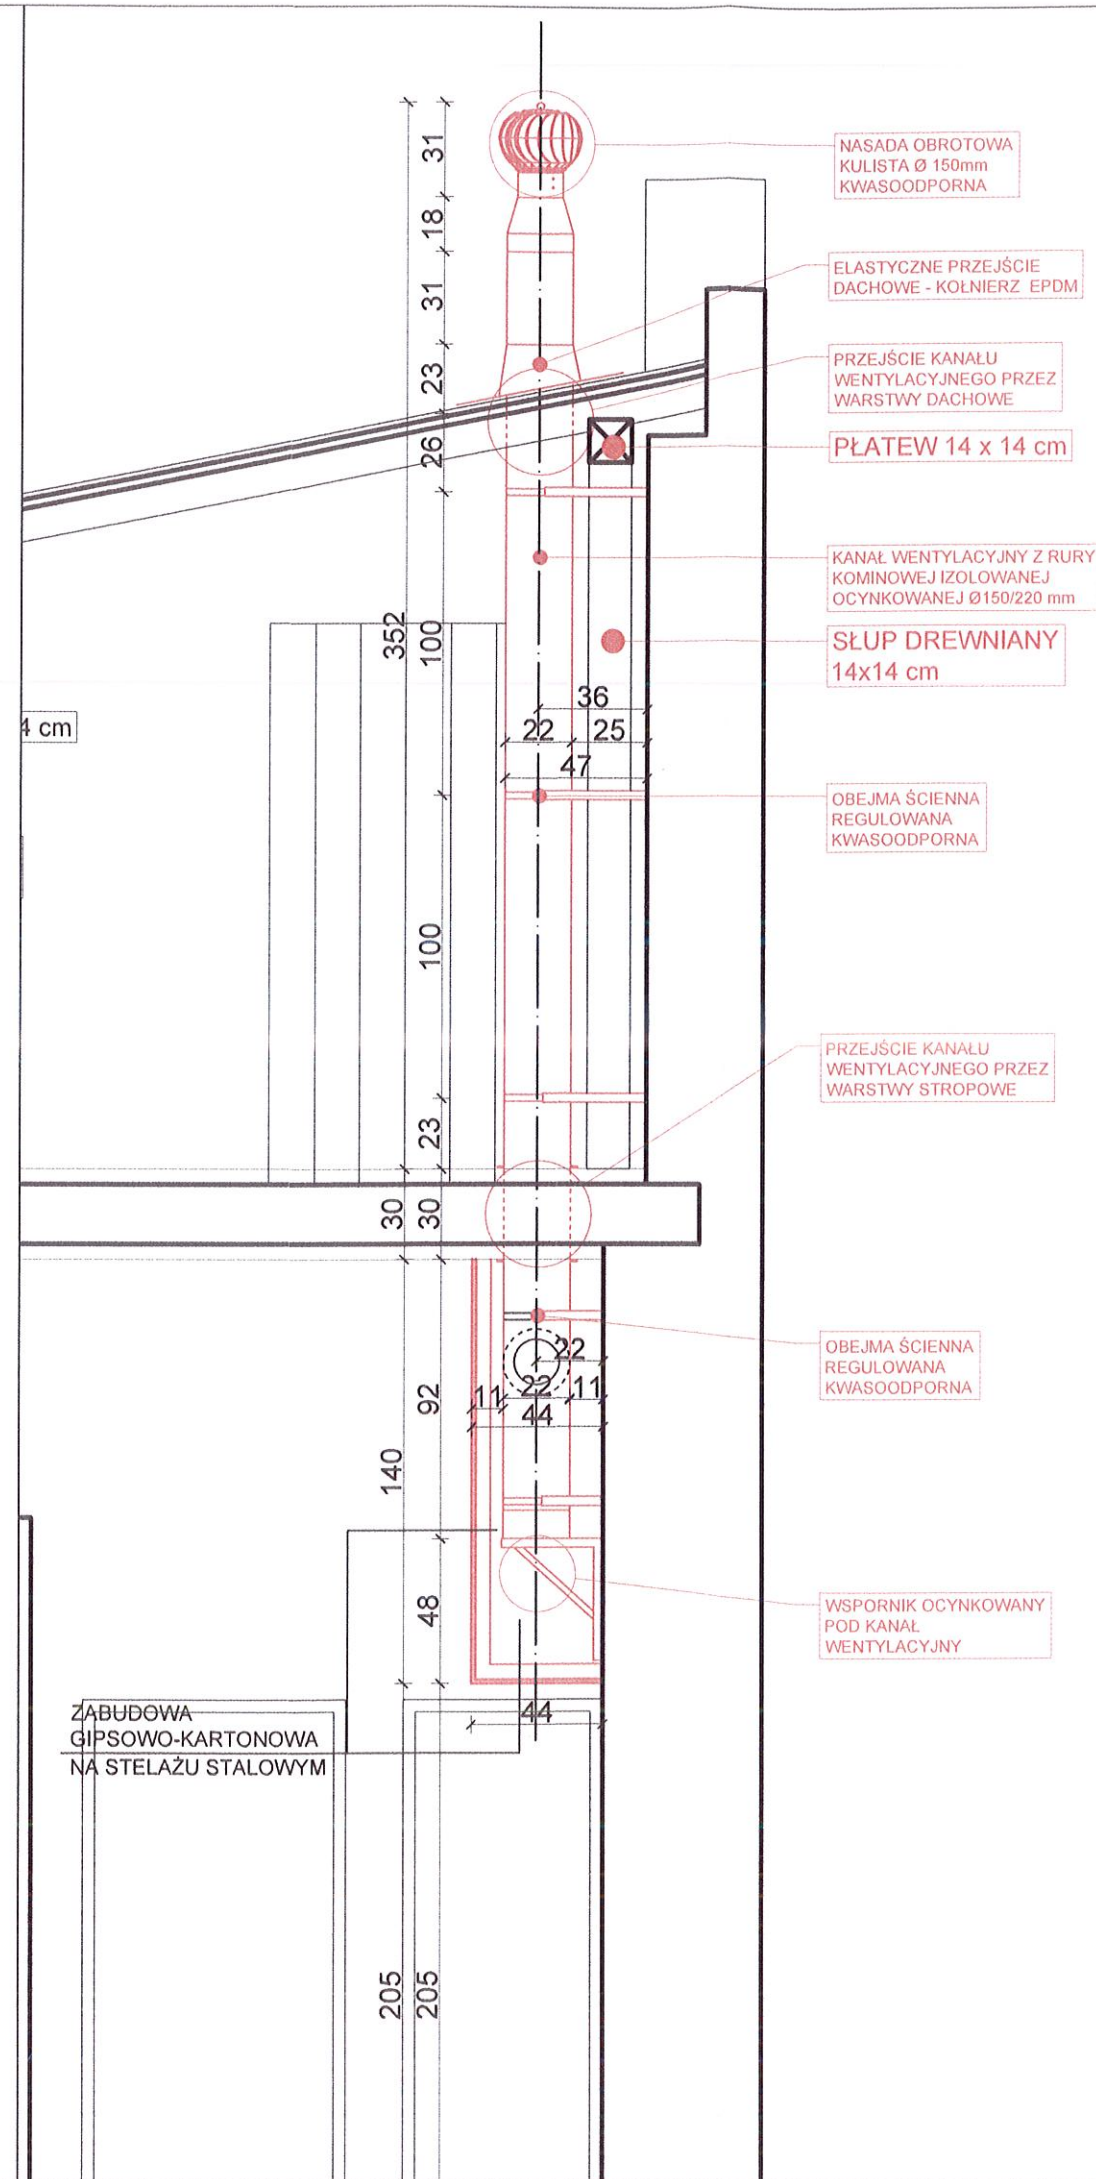 NASADA OBROTOWA
KULISTA Ø 150mm
KWASOODPORNA
ELASTYCZNE PRZEJŚCIE
DACHOWE - KOŁNIERZ EPDM
PRZEJŚCIE KANAŁU
WENTYLACYJNEGO PRZEZ
WARSTWY DACHOWE
PŁATEW 14 x 14 cm
KANAŁ WENTYLACYJNY Z RURY
KOMINOWEJ IZOLOWANEJ
OCYNKOWANEJ Ø150/220 mm
SŁUP DREWNIANY
14x14 cm
4 cm
OBEJMA ŚCIENNA
REGULOWANA
KWASOODPORNA
PRZEJŚCIE KANAŁU
WENTYLACYJNEGO PRZEZ
WARSTWY STROPOWE
OBEJMA ŚCIENNA
REGULOWANA
KWASOODPORNA
WSPORNIK OCYNKOWANY
POD KANAŁ
WENTYLACYJNY
ZABUDOWA
GIPSOWO-KARTONOWA
NA STELAŻU STALOWYM
31
18
31
23
26
352
100
36
22
25
47
100
23
30
30
22
22
11
11
44
92
140
48
44
205
205